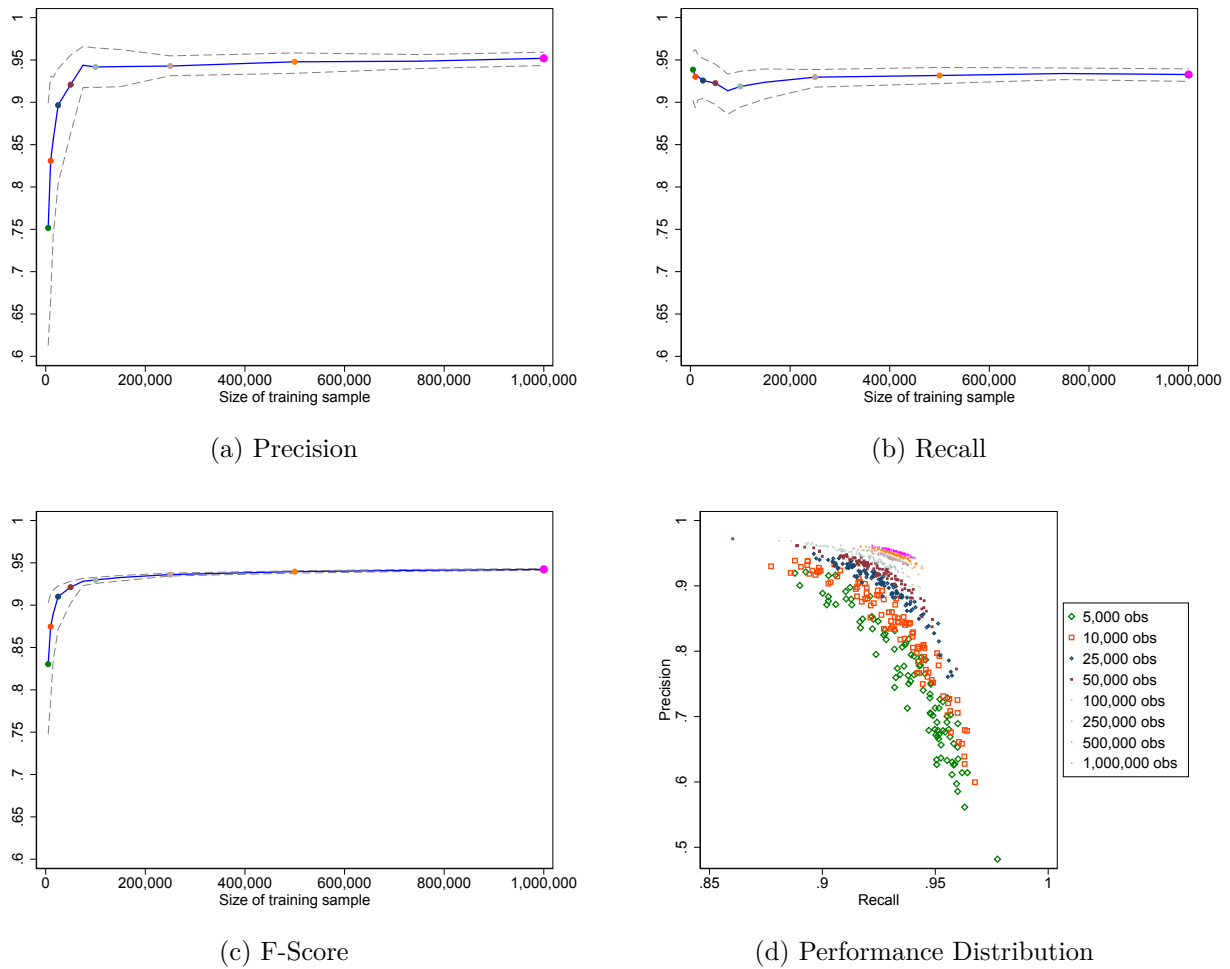 1
.95
.9
.85
.8
.75
.7
.65
.6
0 200,000 400,000 600,000 800,000 1,000,000
Size of training sample
(a) Precision
1
.95
.9
.85
.8
.75
.7
.65
.6
0 200,000 400,000 600,000 800,000 1,000,000
Size of training sample
(b) Recall
1
.95
.9
.85
.8
.75
.7
.65
.6
0 200,000 400,000 600,000 800,000 1,000,000
Size of training sample
(c) F-Score
Precision
1
.9
.8
.7
.6
.5
.85 .9 .95 1
Recall
5,000 obs
10,000 obs
25,000 obs
50,000 obs
100,000 obs
250,000 obs
500,000 obs
1,000,000 obs
(d) Performance Distribution